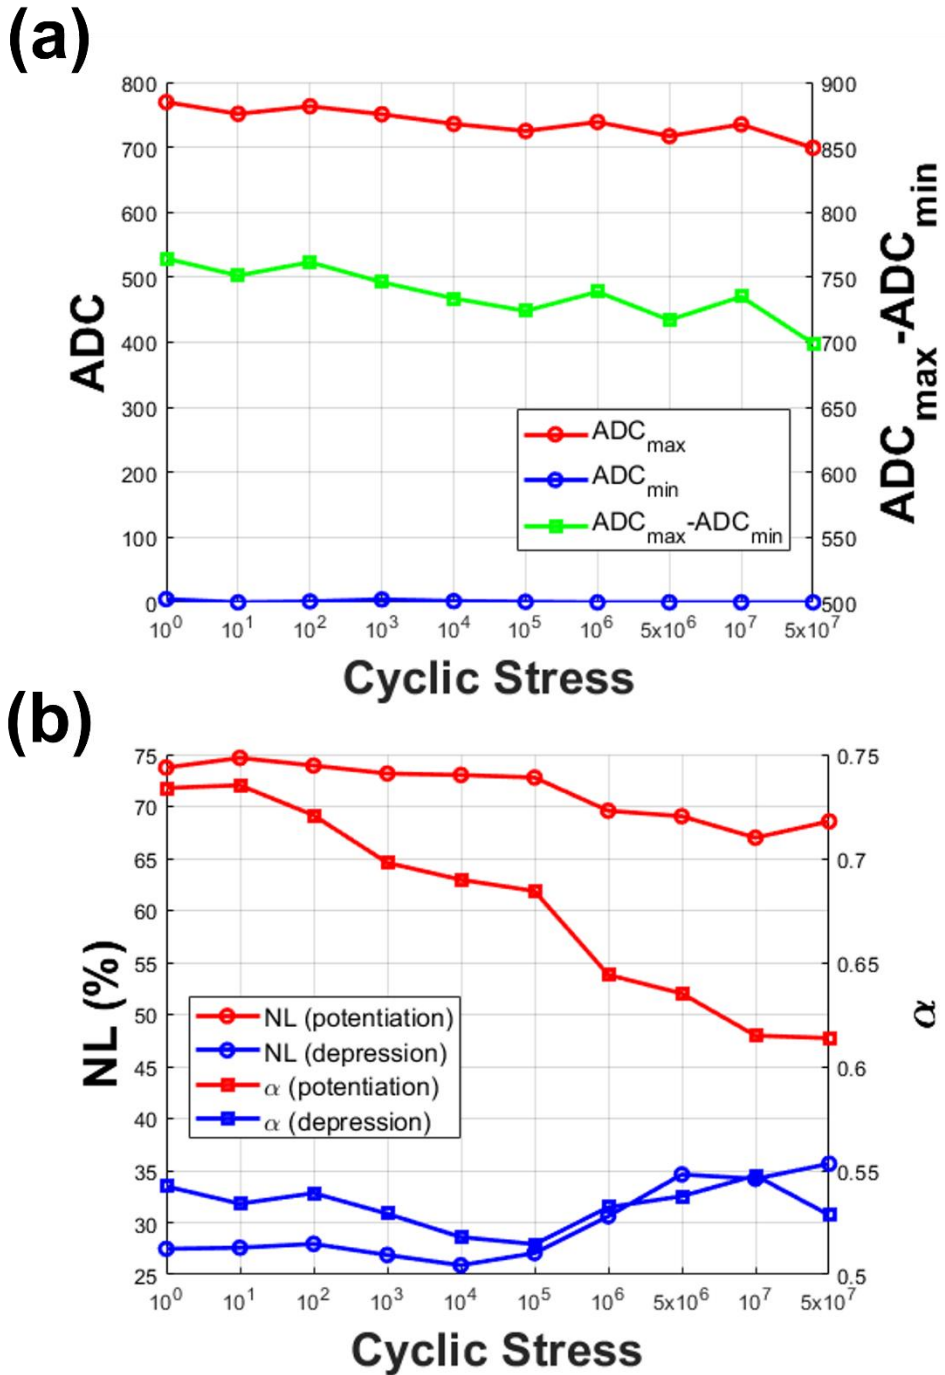 (a)
800
700
600
500
400
300
200
100
0
ADC
900
850
800
750
700
650
600
550
500
ADCmax-ADCmin
ADCmax
ADCmin
ADCmax-ADCmin
10^0 10^1 10^2 10^3 10^4 10^5 10^6 5x10^6 10^7 5x10^7
Cyclic Stress
(b)
75
70
65
60
55
50
45
40
35
30
25
NL (%)
0.75
0.7
0.65
0.6
0.55
0.5
α
NL (potentiation)
NL (depression)
α (potentiation)
α (depression)
10^0 10^1 10^2 10^3 10^4 10^5 10^6 5x10^6 10^7 5x10^7
Cyclic Stress